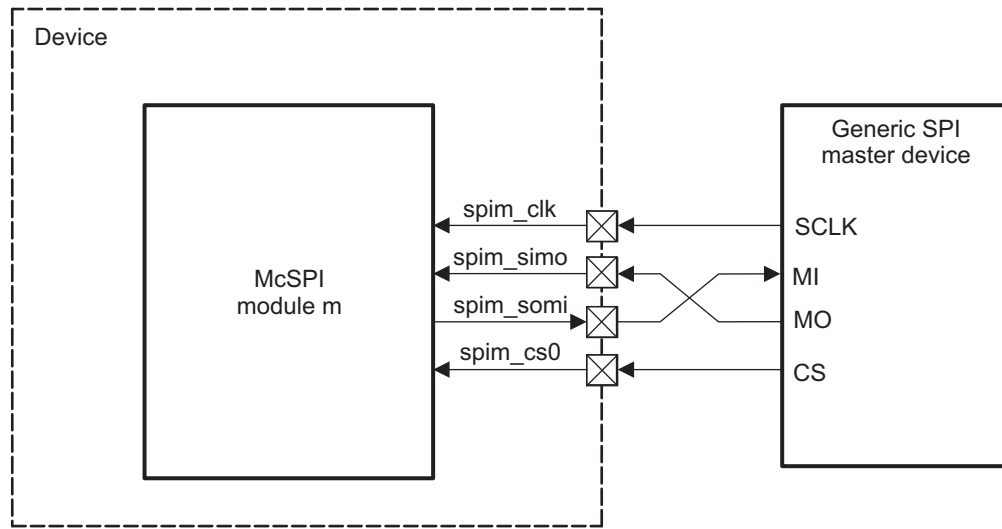 Device
Generic SPI
master device
spim_clk
SCLK
spim_simo
MI
McSPI
module m
spim_somi
MO
spim_cs0
CS